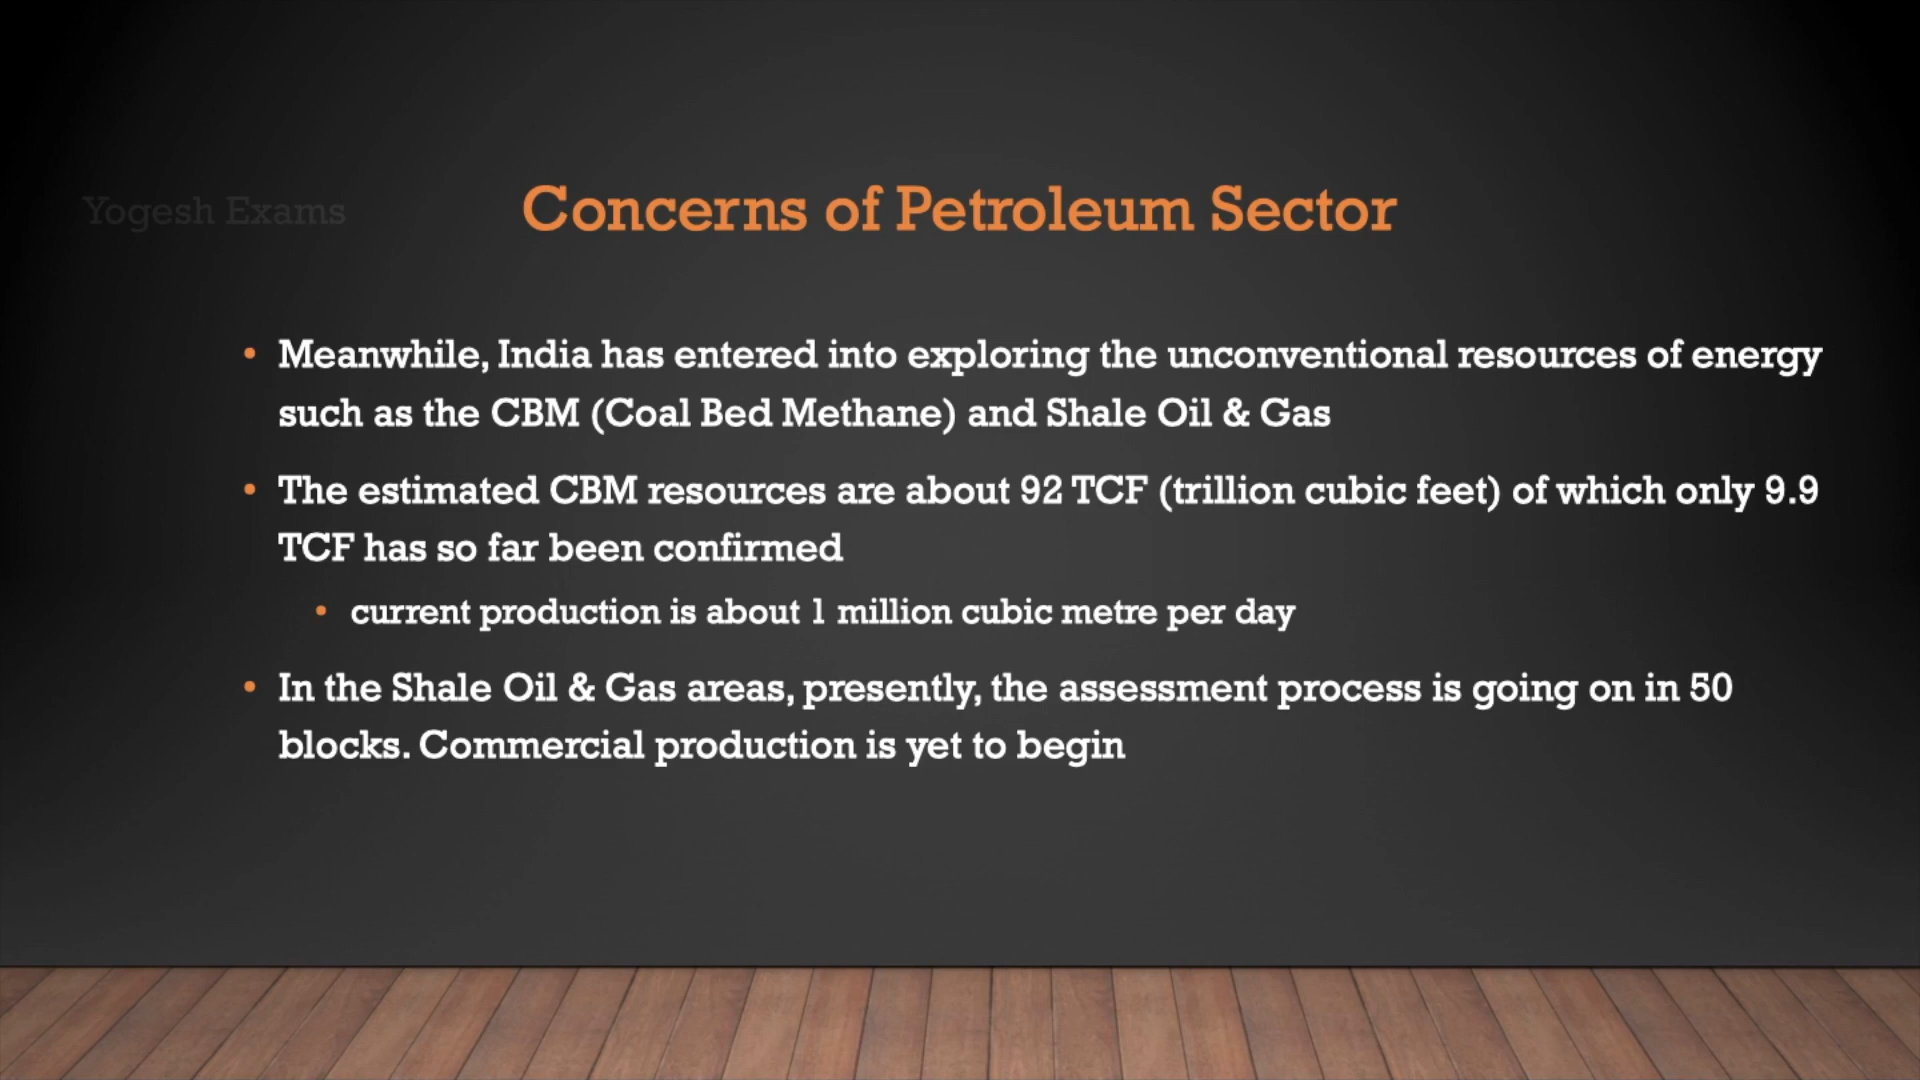 Yogesh Exams
Concerns of Petroleum Sector
• Meanwhile, India has entered into exploring the unconventional resources of energy
such as the CBM (Coal Bed Methane) and Shale Oil & Gas
• The estimated CBM resources are about 92 TCF (trillion cubic feet) of which only 9.9
TCF has so far been confirmed
• current production is about 1 million cubic metre per day
• In the Shale Oil & Gas areas, presently, the assessment process is going on in 50
blocks. Commercial production is yet to begin